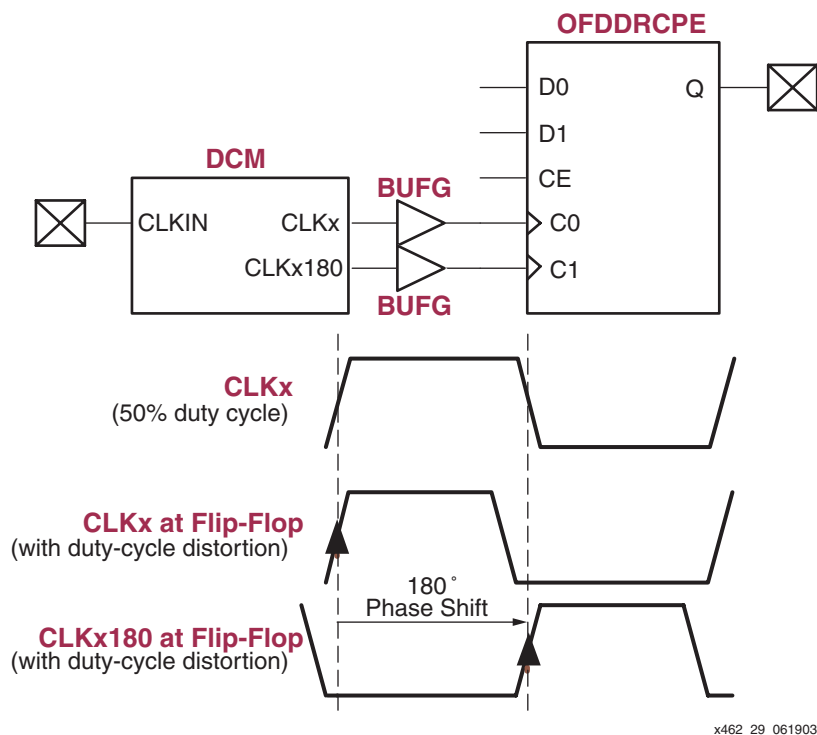 OFDDRCPE
D0
Q
D1
DCM
CE
BUFG
CLKIN
CLKx
C0
CLKx180
C1
BUFG
CLKx
(50% duty cycle)
CLKx at Flip-Flop
(with duty-cycle distortion)
180°
Phase Shift
CLKx180 at Flip-Flop
(with duty-cycle distortion)
x462_29_061903